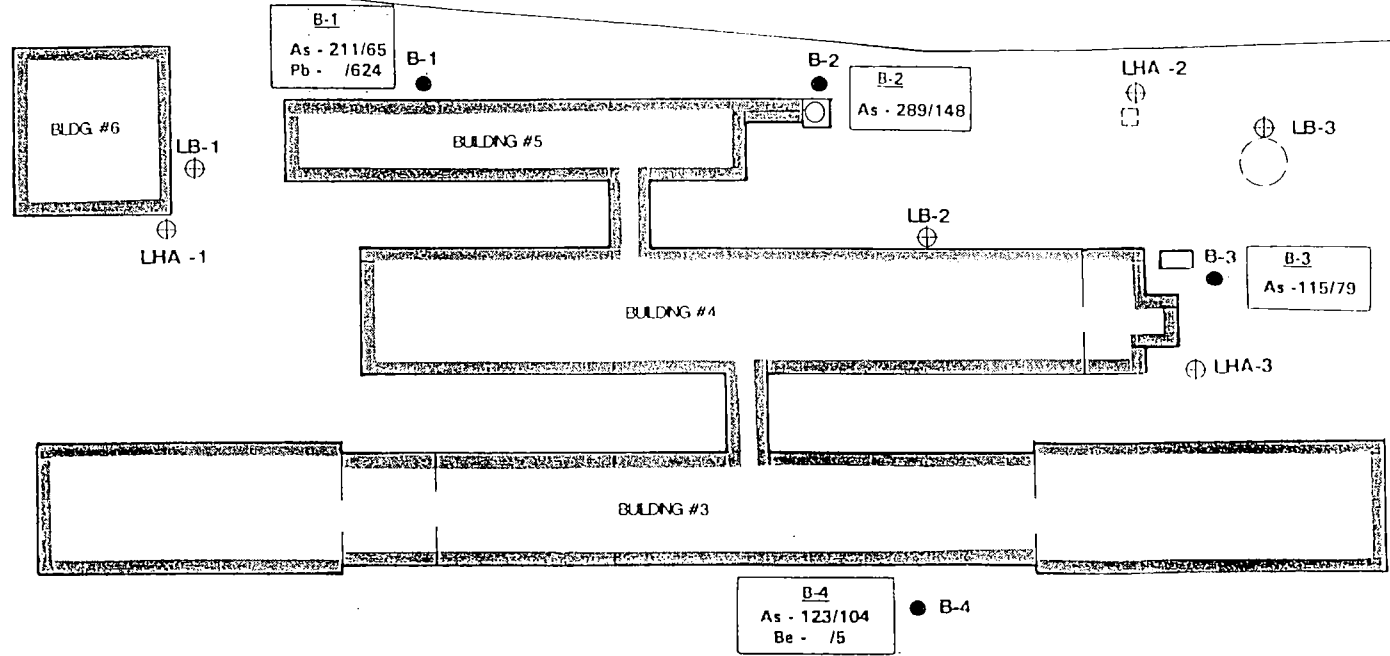 B-1
As - 211/65
Pb - /624
B-1
B-2
B-2
As - 289/148
LHA -2
LB-3
BLDG. #6
LB-1
BUILDING #5
LHA -1
LB-2
B-3
B-3
As -115/79
BUILDING #4
LHA-3
BUILDING #3
B-4
As - 123/104
Be - /5
B-4